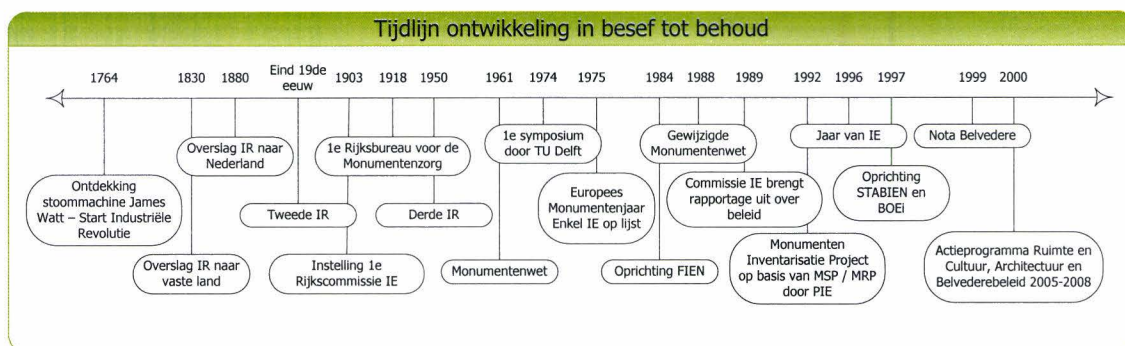 Tijdlijn ontwikkeling in besef tot behoud
1764
1830
1880
Eind 19de
eeuw
1903
1918
1950
1961
1974
1975
1984
1988
1989
1992
1996
1997
1999
2000
Overslag IR naar
Nederland
1e Rijksbureau voor de
Monumentenzorg
1e symposium
door TU Delft
Gewijzigde
Monumentenwet
Jaar van IE
Nota Belvedere
Ontdekking
stoommachine James
Watt – Start Industriële
Revolutie
Tweede IR
Derde IR
Europees
Monumentenjaar
Enkel IE op lijst
Commissie IE brengt
rapportage uit over
beleid
Oprichting
STABIEN en
BOEi
Overslag IR naar
vaste land
Instelling 1e
Rijkscommissie IE
Monumentenwet
Oprichting FIEN
Monumenten
Inventarisatie Project
op basis van MSP / MRP
door PIE
Actieprogramma Ruimte en
Cultuur, Architectuur en
Belvederebeleid 2005-2008